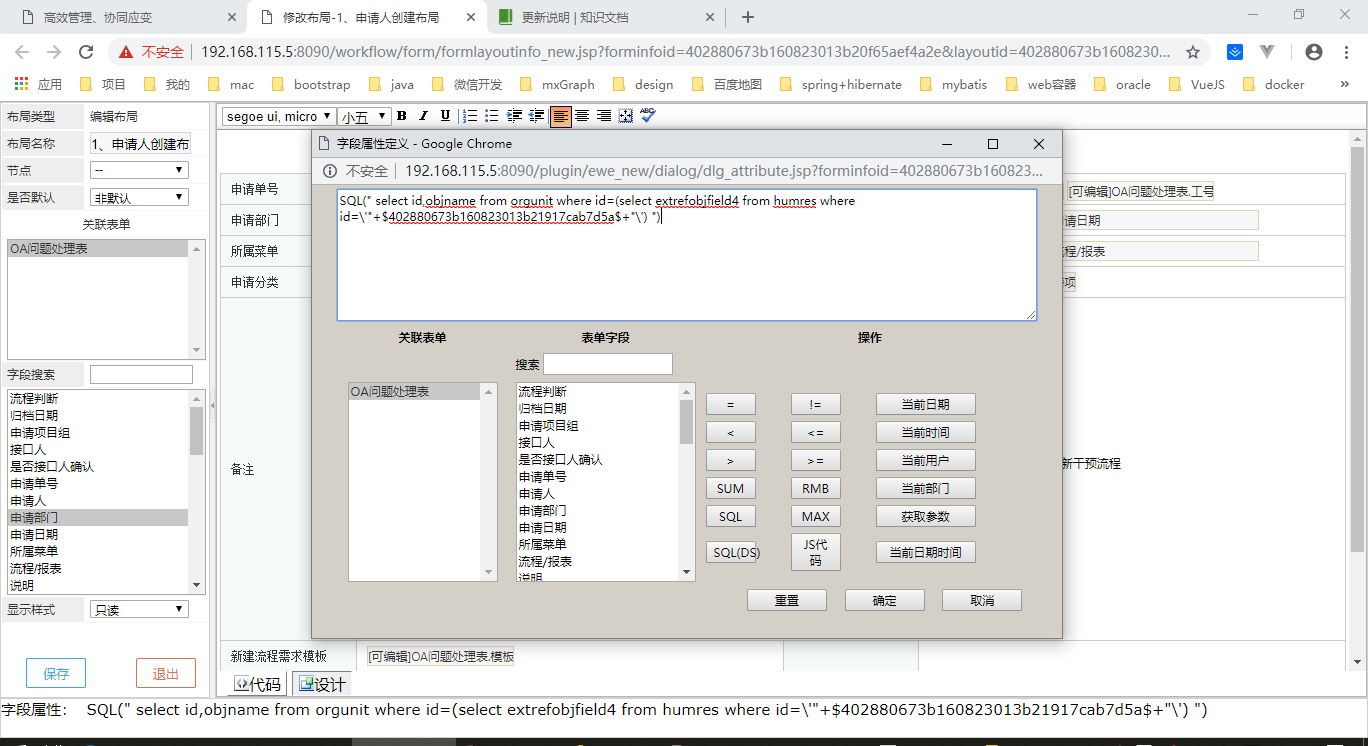 高效管理、协同应变
修改布局-1、申请人创建布局
更新说明 | 知识文档
不安全 | 192.168.115.5:8090/workflow/form/formlayoutinfo_new.jsp?forminfoid=402880673b160823013b20f65aef4a2e&layoutid=402880673b1608230...
应用 项目 我的 mac bootstrap java 微信开发 mxGraph design 百度地图 spring+hibernate mybatis web容器 oracle VueJS docker »
布局类型 编辑布局
布局名称 1、申请人创建布
节点 --
是否默认 非默认
关联表单
OA问题处理表
字段搜索
流程判断
归档日期
申请项目组
接口人
是否接口人确认
申请单号
申请人
申请部门
申请日期
所属菜单
流程/报表
说明
显示样式 只读
保存 退出
segoe ui, micro 小五 B I U ABC
申请单号 [可编辑]OA问题处理表.工号
申请部门 请日期
所属菜单 程/报表
申请分类 项
备注 新干预流程
新建流程需求模板 [可编辑]OA问题处理表.模板
代码 设计
字段属性定义 - Google Chrome
不安全 | 192.168.115.5:8090/plugin/ewe_new/dialog/dlg_attribute.jsp?forminfoid=402880673b160823...
SQL(" select id,objname from orgunit where id=(select extrefobjfield4 from humres where
id=\'"+$402880673b160823013b21917cab7d5a$+"\') ")
关联表单 表单字段 操作
搜索
OA问题处理表
流程判断
归档日期
申请项目组
接口人
是否接口人确认
申请单号
申请人
申请部门
申请日期
所属菜单
流程/报表
说明
= != 当前日期
< <= 当前时间
> >= 当前用户
SUM RMB 当前部门
SQL MAX 获取参数
SQL(DS) JS代码 当前日期时间
重置 确定 取消
字段属性： SQL(" select id,objname from orgunit where id=(select extrefobjfield4 from humres where id=\'"+$402880673b160823013b21917cab7d5a$+"\') ")